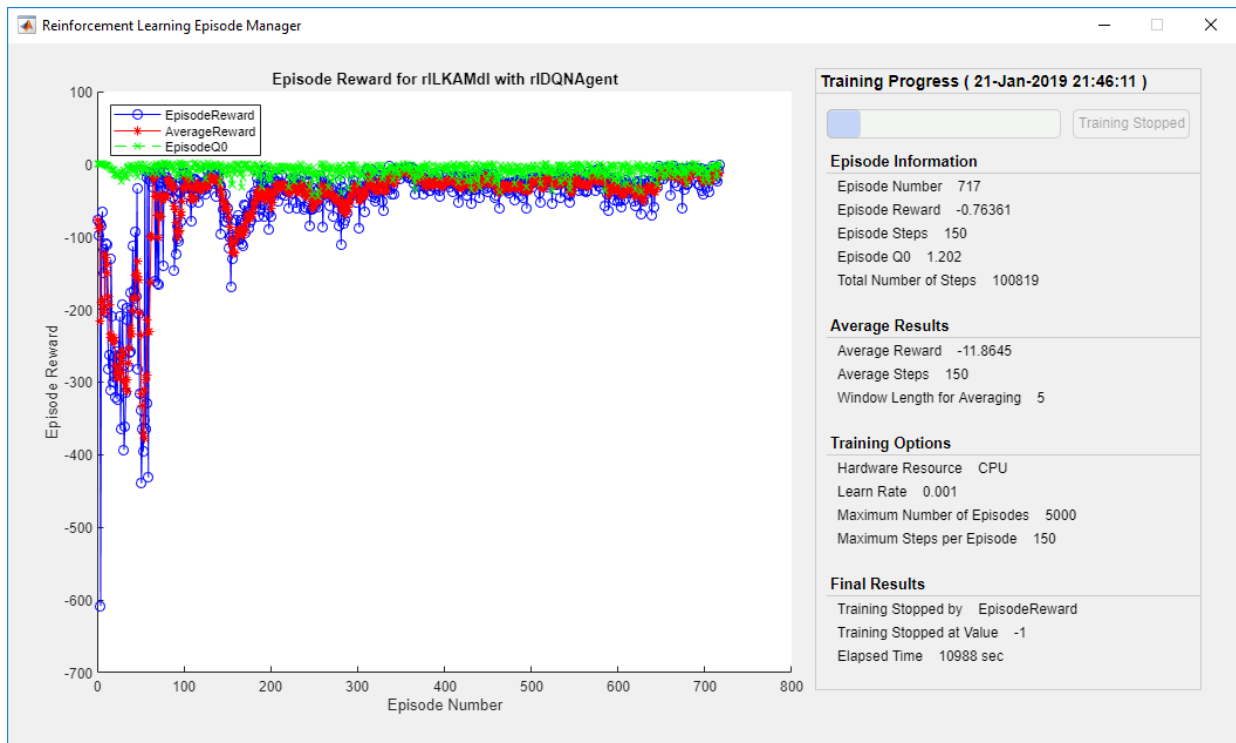 Reinforcement Learning Episode Manager
Episode Reward for rlLKAMdl with rlDQNAgent
EpisodeReward
AverageReward
EpisodeQ0
100
0
-100
-200
-300
-400
-500
-600
-700
Episode Reward
0 100 200 300 400 500 600 700 800
Episode Number
Training Progress ( 21-Jan-2019 21:46:11 )
Training Stopped
Episode Information
Episode Number 717
Episode Reward -0.76361
Episode Steps 150
Episode Q0 1.202
Total Number of Steps 100819
Average Results
Average Reward -11.8645
Average Steps 150
Window Length for Averaging 5
Training Options
Hardware Resource CPU
Learn Rate 0.001
Maximum Number of Episodes 5000
Maximum Steps per Episode 150
Final Results
Training Stopped by EpisodeReward
Training Stopped at Value -1
Elapsed Time 10988 sec